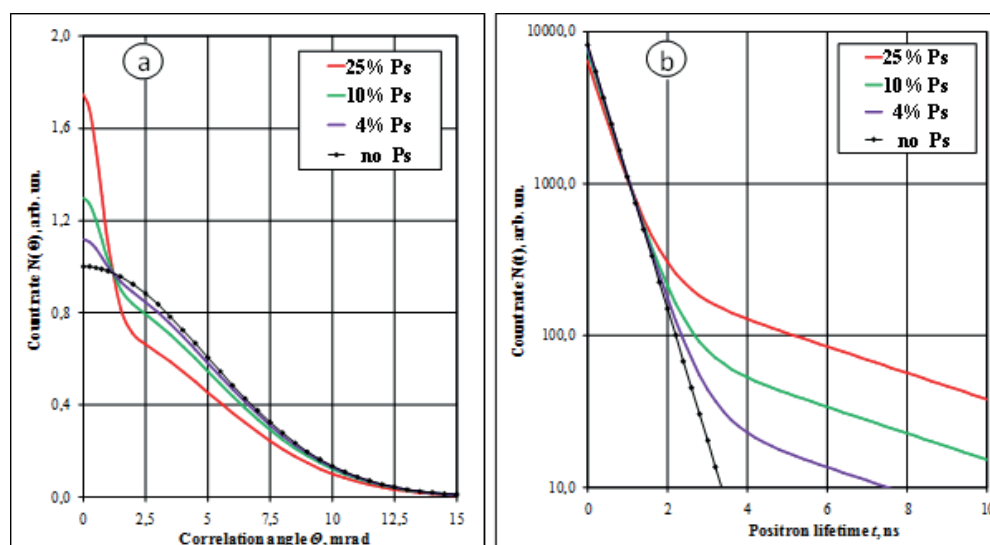 2,0
1,6
1,2
0,8
0,4
0,0
Count rate N(Θ), arb. un.
a
25% Ps
10% Ps
4% Ps
no Ps
0 2,5 5 7,5 10 12,5 15
Correlation angle Θ, mrad
10000,0
1000,0
100,0
10,0
Count rate N(t), arb. un.
b
25% Ps
10% Ps
4% Ps
no Ps
0 2 4 6 8 10
Positron lifetime t, ns